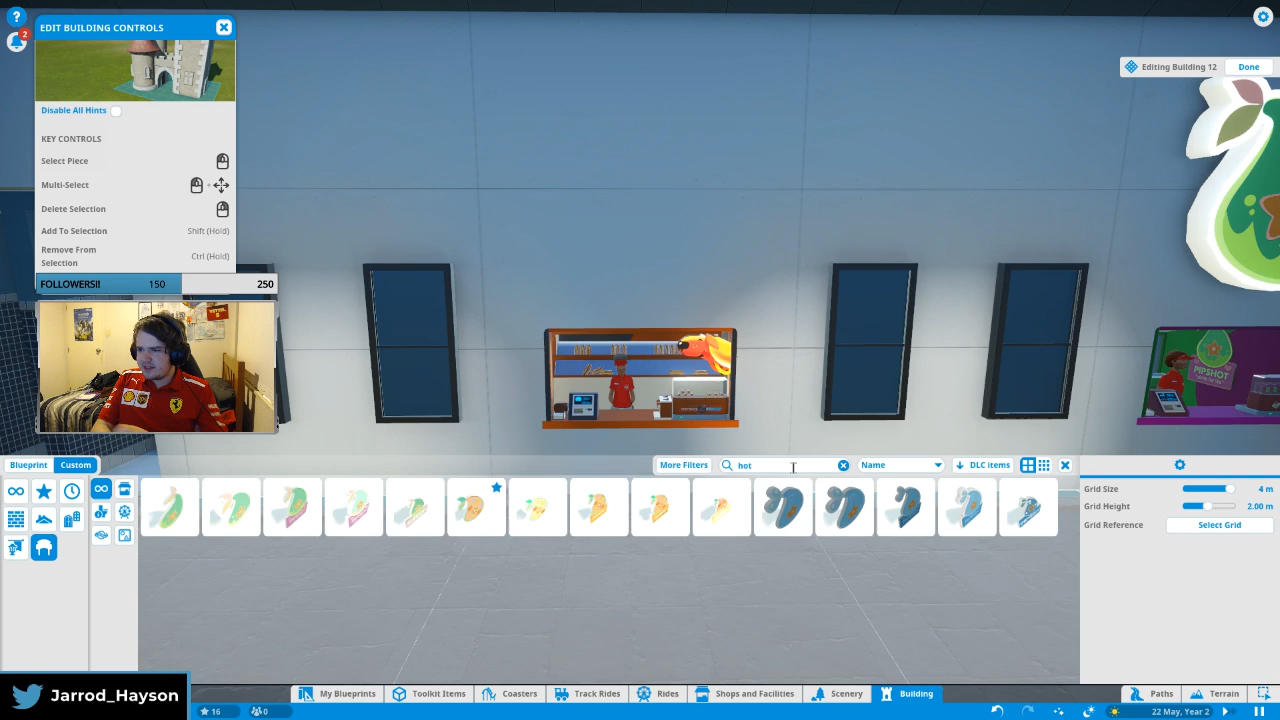 ?
EDIT BUILDING CONTROLS
2
Editing Building 12
Done
Disable All Hints
KEY CONTROLS
Select Piece
Multi-Select
Delete Selection
Add To Selection
Shift (Hold)
Remove From
Selection
Ctrl (Hold)
FOLLOWERS!!
150
250
PIPSHOT
Blueprint
Custom
More Filters
hot
Name
DLC items
Grid Size
4 m
Grid Height
2.00 m
Grid Reference
Select Grid
Jarrod_Hayson
My Blueprints
Toolkit Items
Coasters
Track Rides
Rides
Shops and Facilities
Scenery
Building
Paths
Terrain
16
0
22 May, Year 2